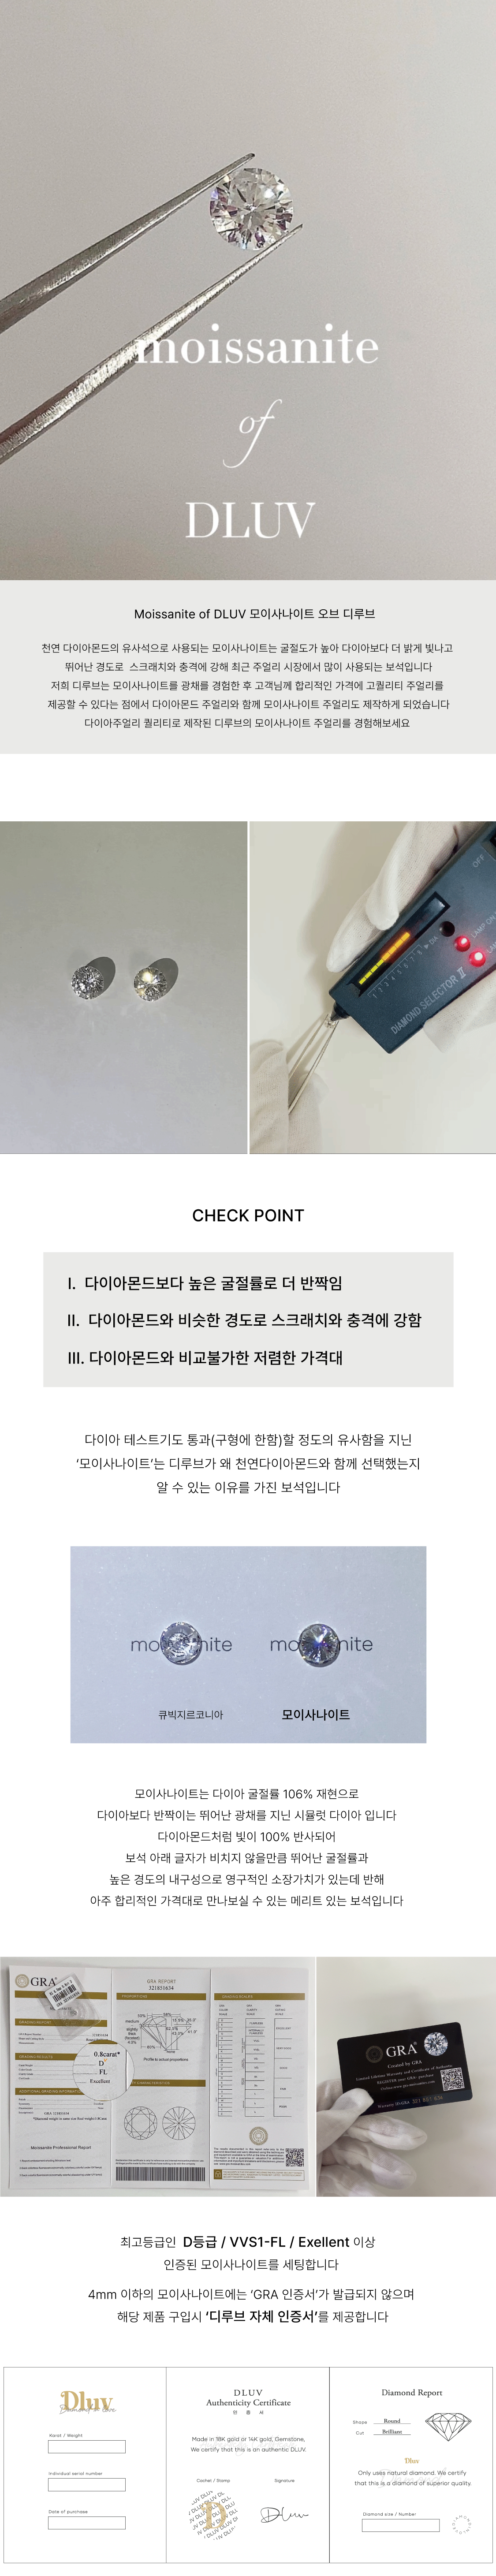 moissanite
of
DLUV
Moissanite of DLUV 모이사나이트 오브 디루브
천연 다이아몬드의 유사석으로 사용되는 모이사나이트는 굴절도가 높아 다이아보다 더 밝게 빛나고
뛰어난 경도로 스크래치와 충격에 강해 최근 주얼리 시장에서 많이 사용되는 보석입니다
저희 디루브는 모이사나이트를 광채를 경험한 후 고객님께 합리적인 가격에 고퀄리티 주얼리를
제공할 수 있다는 점에서 다이아몬드 주얼리와 함께 모이사나이트 주얼리도 제작하게 되었습니다
다이아주얼리 퀄리티로 제작된 디루브의 모이사나이트 주얼리를 경험해보세요
OFF
LAMP ON
DIAMOND SELECTOR II
CHECK POINT
I. 다이아몬드보다 높은 굴절률로 더 반짝임
II. 다이아몬드와 비슷한 경도로 스크래치와 충격에 강함
III. 다이아몬드와 비교불가한 저렴한 가격대
다이아 테스트기도 통과(구형에 한함)할 정도의 유사함을 지닌
‘모이사나이트’는 디루브가 왜 천연다이아몬드와 함께 선택했는지
알 수 있는 이유를 가진 보석입니다
큐빅지르코니아
모이사나이트
모이사나이트는 다이아 굴절률 106% 재현으로
다이아보다 반짝이는 뛰어난 광채를 지닌 시뮬럿 다이아 입니다
다이아몬드처럼 빛이 100% 반사되어
보석 아래 글자가 비치지 않을만큼 뛰어난 굴절률과
높은 경도의 내구성으로 영구적인 소장가치가 있는데 반해
아주 합리적인 가격대로 만나보실 수 있는 메리트 있는 보석입니다
GRA
GRA REPORT
321851634
0.8carat*
D
FL
Excellent
Profile to actual proportions
Moissanite Professional Report
GRA
Created by GRA
최고등급인 D등급 / VVS1-FL / Exellent 이상
인증된 모이사나이트를 세팅합니다
4mm 이하의 모이사나이트에는 ‘GRA 인증서’가 발급되지 않으며
해당 제품 구입시 ‘디루브 자체 인증서’를 제공합니다
Dluv
Karat / Weight
Individual serial number
Date of purchase
DLUV
Authenticity Certificate
Made in 18K gold or 14K gold, Gemstone,
We certify that this is an authentic DLUV.
Cachet / Stamp
Signature
Dluv
Diamond Report
Shape Round
Cut Brilliant
Dluv
Only uses natural diamond. We certify
that this is a diamond of superior quality.
Diamond size / Number